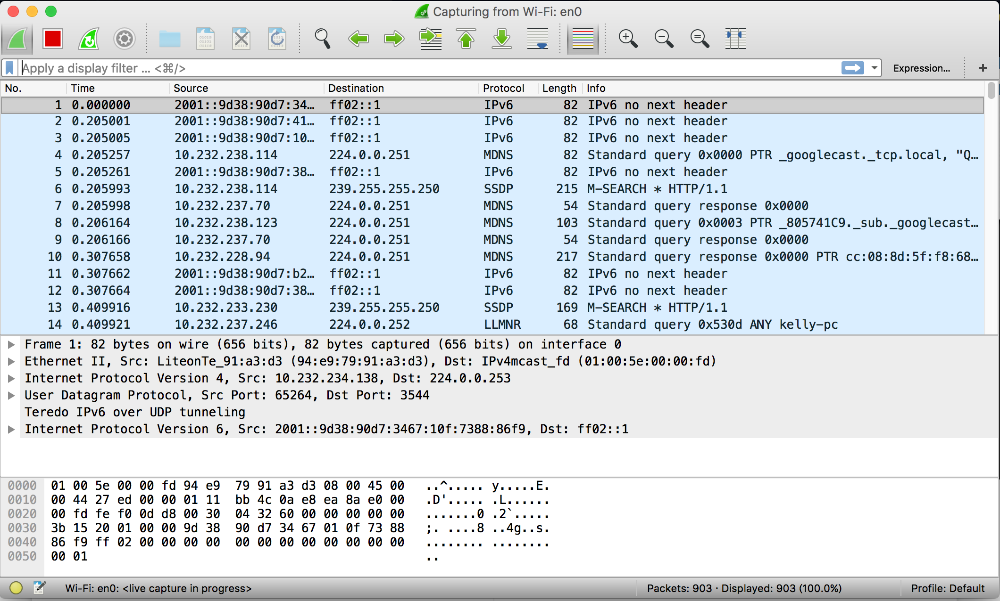 Capturing from Wi-Fi: en0
Apply a display filter ... <⌘/>
Expression...
+
No. Time Source Destination Protocol Length Info
1 0.000000 2001::9d38:90d7:34… ff02::1 IPv6 82 IPv6 no next header
2 0.205001 2001::9d38:90d7:41… ff02::1 IPv6 82 IPv6 no next header
3 0.205005 2001::9d38:90d7:10… ff02::1 IPv6 82 IPv6 no next header
4 0.205257 10.232.238.114 224.0.0.251 MDNS 82 Standard query 0x0000 PTR _googlecast._tcp.local, "Q…
5 0.205261 2001::9d38:90d7:38… ff02::1 IPv6 82 IPv6 no next header
6 0.205993 10.232.238.114 239.255.255.250 SSDP 215 M-SEARCH * HTTP/1.1
7 0.205998 10.232.237.70 224.0.0.251 MDNS 54 Standard query response 0x0000
8 0.206164 10.232.238.123 224.0.0.251 MDNS 103 Standard query 0x0003 PTR _805741C9._sub._googlecast…
9 0.206166 10.232.237.70 224.0.0.251 MDNS 54 Standard query response 0x0000
10 0.307658 10.232.228.94 224.0.0.251 MDNS 217 Standard query response 0x0000 PTR cc:08:8d:5f:f8:68…
11 0.307662 2001::9d38:90d7:b2… ff02::1 IPv6 82 IPv6 no next header
12 0.307664 2001::9d38:90d7:38… ff02::1 IPv6 82 IPv6 no next header
13 0.409916 10.232.233.230 239.255.255.250 SSDP 169 M-SEARCH * HTTP/1.1
14 0.409921 10.232.237.246 224.0.0.252 LLMNR 68 Standard query 0x530d ANY kelly-pc
Frame 1: 82 bytes on wire (656 bits), 82 bytes captured (656 bits) on interface 0
Ethernet II, Src: LiteonTe_91:a3:d3 (94:e9:79:91:a3:d3), Dst: IPv4mcast_fd (01:00:5e:00:00:fd)
Internet Protocol Version 4, Src: 10.232.234.138, Dst: 224.0.0.253
User Datagram Protocol, Src Port: 65264, Dst Port: 3544
Teredo IPv6 over UDP tunneling
Internet Protocol Version 6, Src: 2001::9d38:90d7:3467:10f:7388:86f9, Dst: ff02::1
0000 01 00 5e 00 00 fd 94 e9 79 91 a3 d3 08 00 45 00 ..^..... y.....E.
0010 00 44 27 ed 00 00 01 11 bb 4c 0a e8 ea 8a e0 00 .D'..... .L......
0020 00 fd fe f0 0d d8 00 30 04 32 60 00 00 00 00 00 .......0 .2`.....
0030 3b 15 20 01 00 00 9d 38 90 d7 34 67 01 0f 73 88 ;. ....8 ..4g..s.
0040 86 f9 ff 02 00 00 00 00 00 00 00 00 00 00 00 00 ........ ........
0050 00 01 ..
Wi-Fi: en0: <live capture in progress>
Packets: 903 · Displayed: 903 (100.0%)
Profile: Default